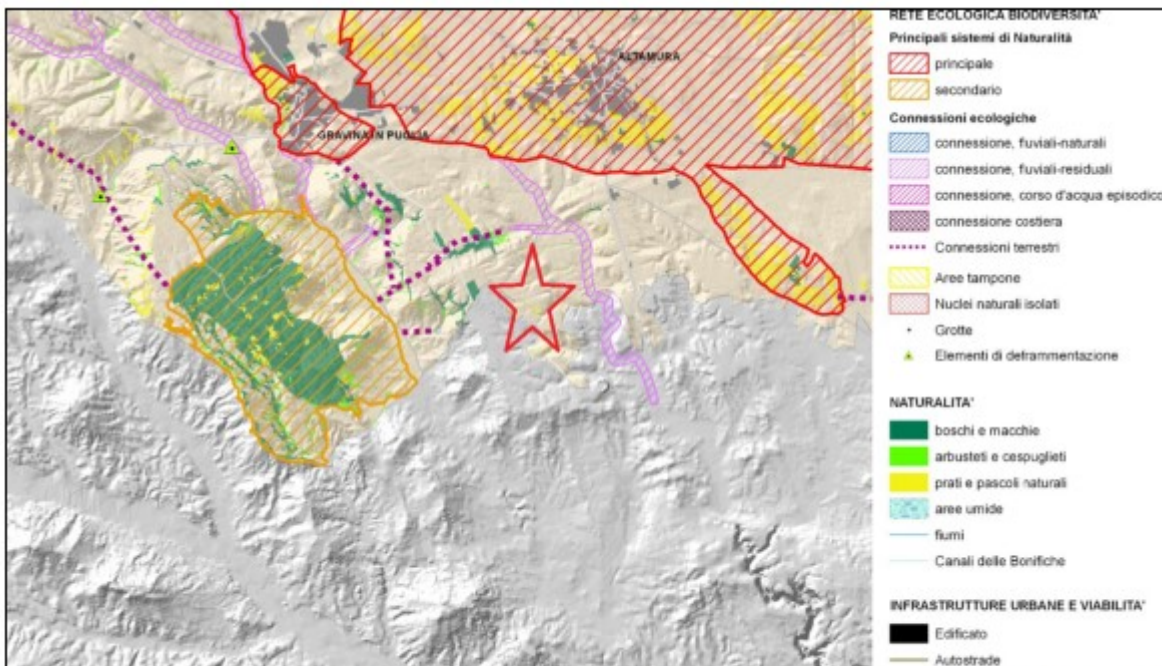 ALTAMURA
GRAVINA IN PUGLIA
RETE ECOLOGICA BIODIVERSITA'
Principali sistemi di Naturalità
principale
secondario
Connessioni ecologiche
connessione, fluviali-naturali
connessione, fluviali-residuali
connessione, corso d'acqua episodico
connessione costiera
Connessioni terrestri
Aree tampone
Nuclei naturali isolati
Grotte
Elementi di deframmentazione
NATURALITA'
boschi e macchie
arbusteti e cespuglieti
prati e pascoli naturali
aree umide
fiumi
Canali delle Bonifiche
INFRASTRUTTURE URBANE E VIABILITA'
Edificato
Autostrade